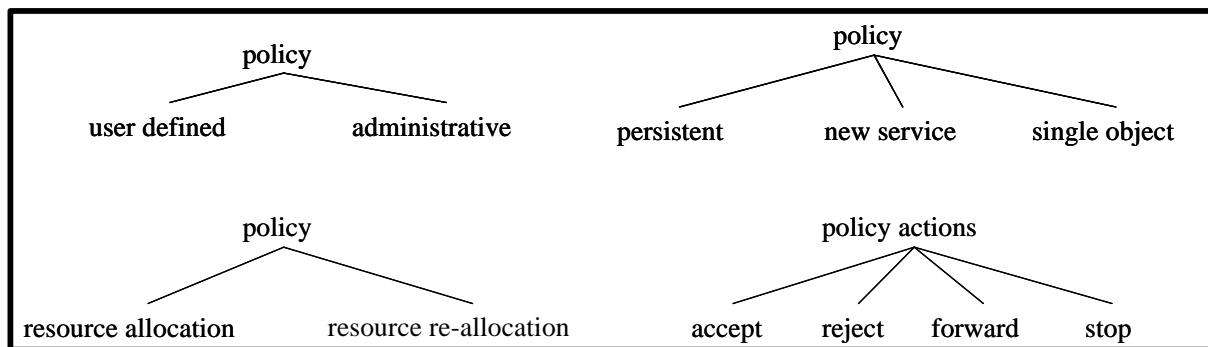 policy
user defined administrative
policy
persistent new service single object
policy
resource allocation resource re-allocation
policy actions
accept reject forward stop